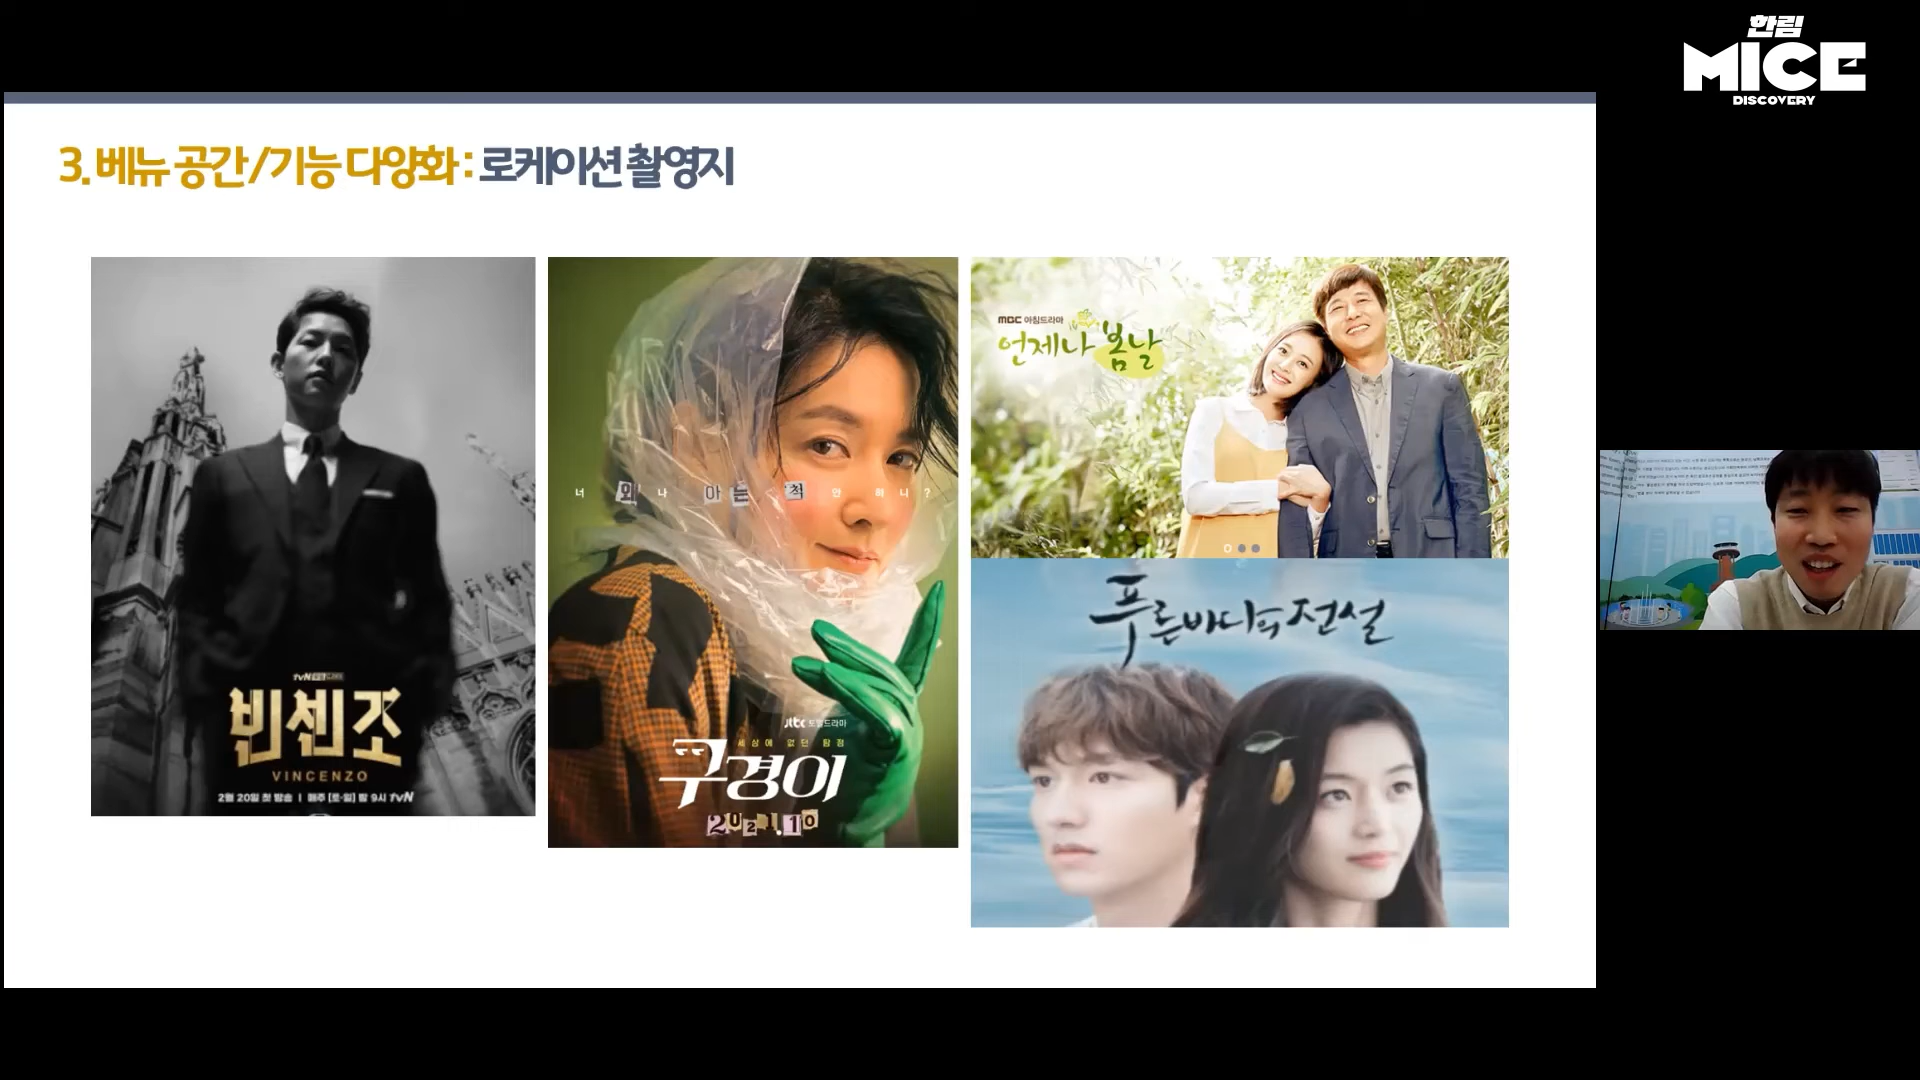 한림
MICE
DISCOVERY
3. 베뉴 공간/기능 다양화 : 로케이션 촬영지
tvN
빈센조
VINCENZO
2월 20일 첫 방송 | 매주 [토·일] 밤 9시 tvN
너 왜 나 아는 척 안 하니?
jtbc 토일드라마
세상에 없던 탐정
구경이
2021.10
MBC 아침드라마
언제나 봄날
푸른 바다의 전설